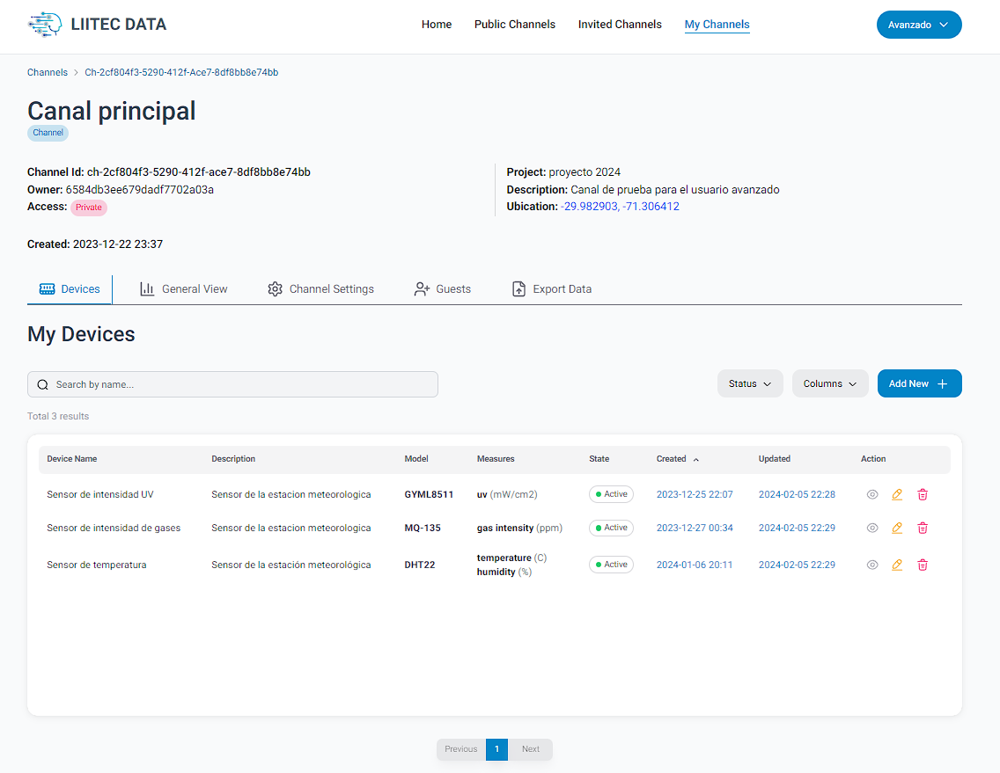 LIITEC DATA
Home Public Channels Invited Channels My Channels
Avanzado
Channels > Ch-2cf804f3-5290-412f-Ace7-8df8bb8e74bb
Canal principal
Channel
Channel Id: ch-2cf804f3-5290-412f-ace7-8df8bb8e74bb
Owner: 6584db3ee679dadf7702a03a
Access: Private
Project: proyecto 2024
Description: Canal de prueba para el usuario avanzado
Ubication: -29.982903, -71.306412
Created: 2023-12-22 23:37
Devices General View Channel Settings Guests Export Data
My Devices
Search by name...
Status Columns Add New +
Total 3 results
Device Name Description Model Measures State Created Updated Action
Sensor de intensidad UV Sensor de la estacion meteorologica GYML8511 uv (mW/cm2) Active 2023-12-25 22:07 2024-02-05 22:28
Sensor de intensidad de gases Sensor de la estacion meteorologica MQ-135 gas intensity (ppm) Active 2023-12-27 00:34 2024-02-05 22:29
Sensor de temperatura Sensor de la estación meteorológica DHT22 temperature (C) Active 2024-01-06 20:11 2024-02-05 22:29
humidity (%)
Previous 1 Next